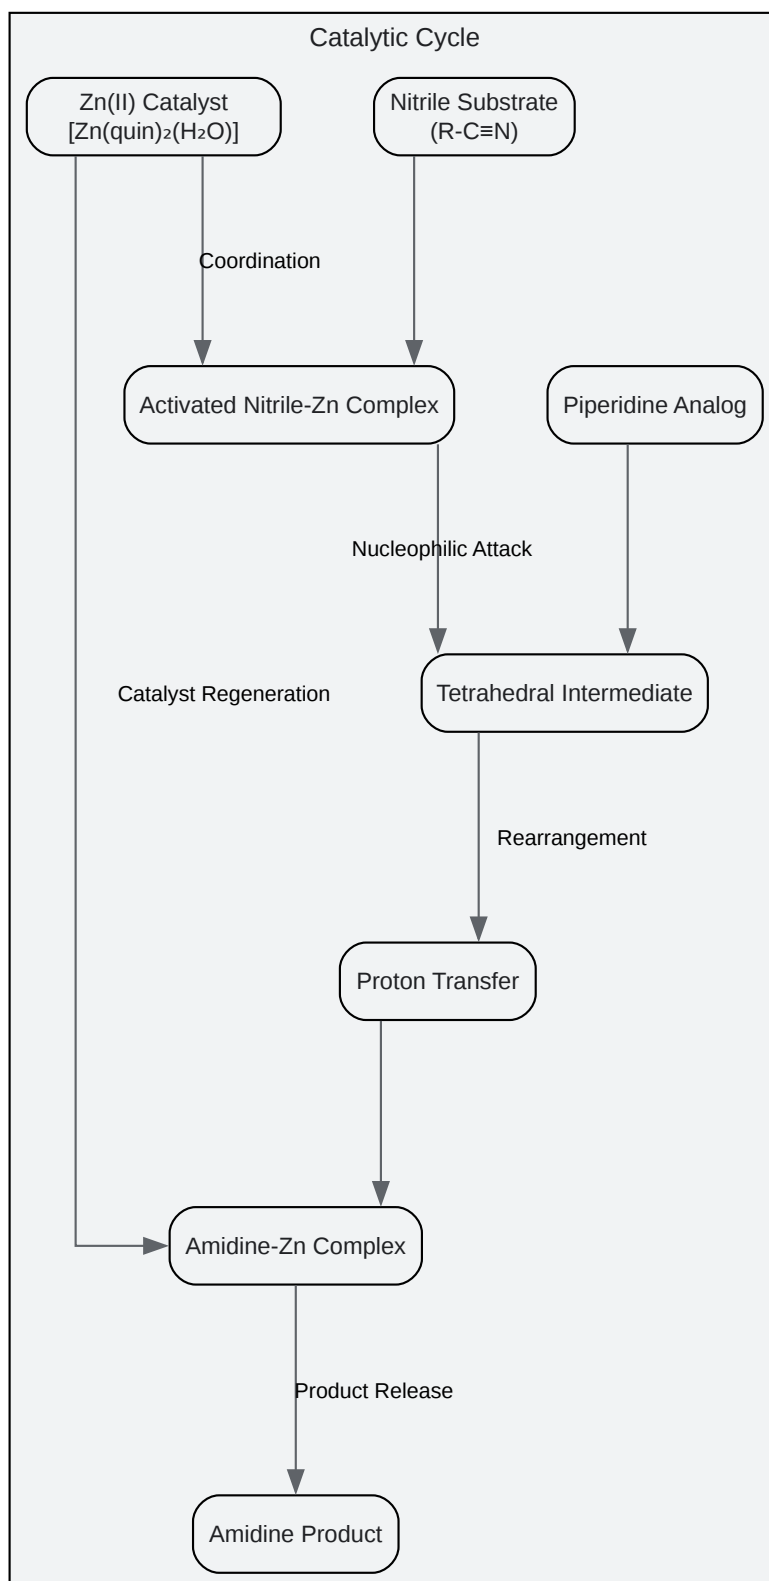 Catalytic Cycle
Zn(II) Catalyst
[Zn(quin)₂(H₂O)]
Nitrile Substrate
(R-C≡N)
Coordination
Activated Nitrile-Zn Complex
Piperidine Analog
Nucleophilic Attack
Catalyst Regeneration
Tetrahedral Intermediate
Rearrangement
Proton Transfer
Amidine-Zn Complex
Product Release
Amidine Product